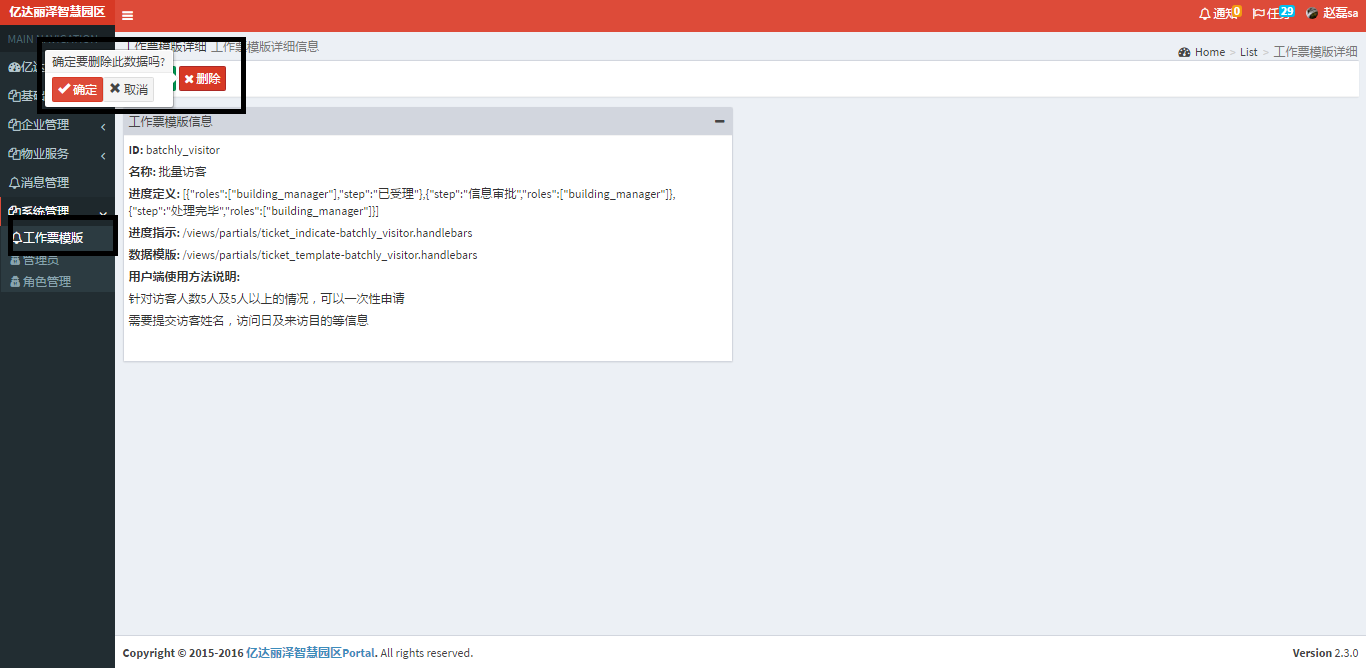 亿达丽泽智慧园区
通知 0
29
赵磊sa
MAIN NAVIGATION
工作票模版详细 工作票模版详细信息
Home > List > 工作票模版详细
确定要删除此数据吗?
确定 取消
删除
亿达
基础
企业管理
物业服务
消息管理
系统管理
工作票模版
管理员
角色管理
工作票模版信息
ID: batchly_visitor
名称: 批量访客
进度定义: [{"roles":["building_manager"],"step":"已受理"},{"step":"信息审批","roles":["building_manager"]},
{"step":"处理完毕","roles":["building_manager"]}]
进度指示: /views/partials/ticket_indicate-batchly_visitor.handlebars
数据模版: /views/partials/ticket_template-batchly_visitor.handlebars
用户端使用方法说明:
针对访客人数5人及5人以上的情况，可以一次性申请
需要提交访客姓名，访问日及来访目的等信息
Copyright © 2015-2016 亿达丽泽智慧园区Portal. All rights reserved.
Version 2.3.0